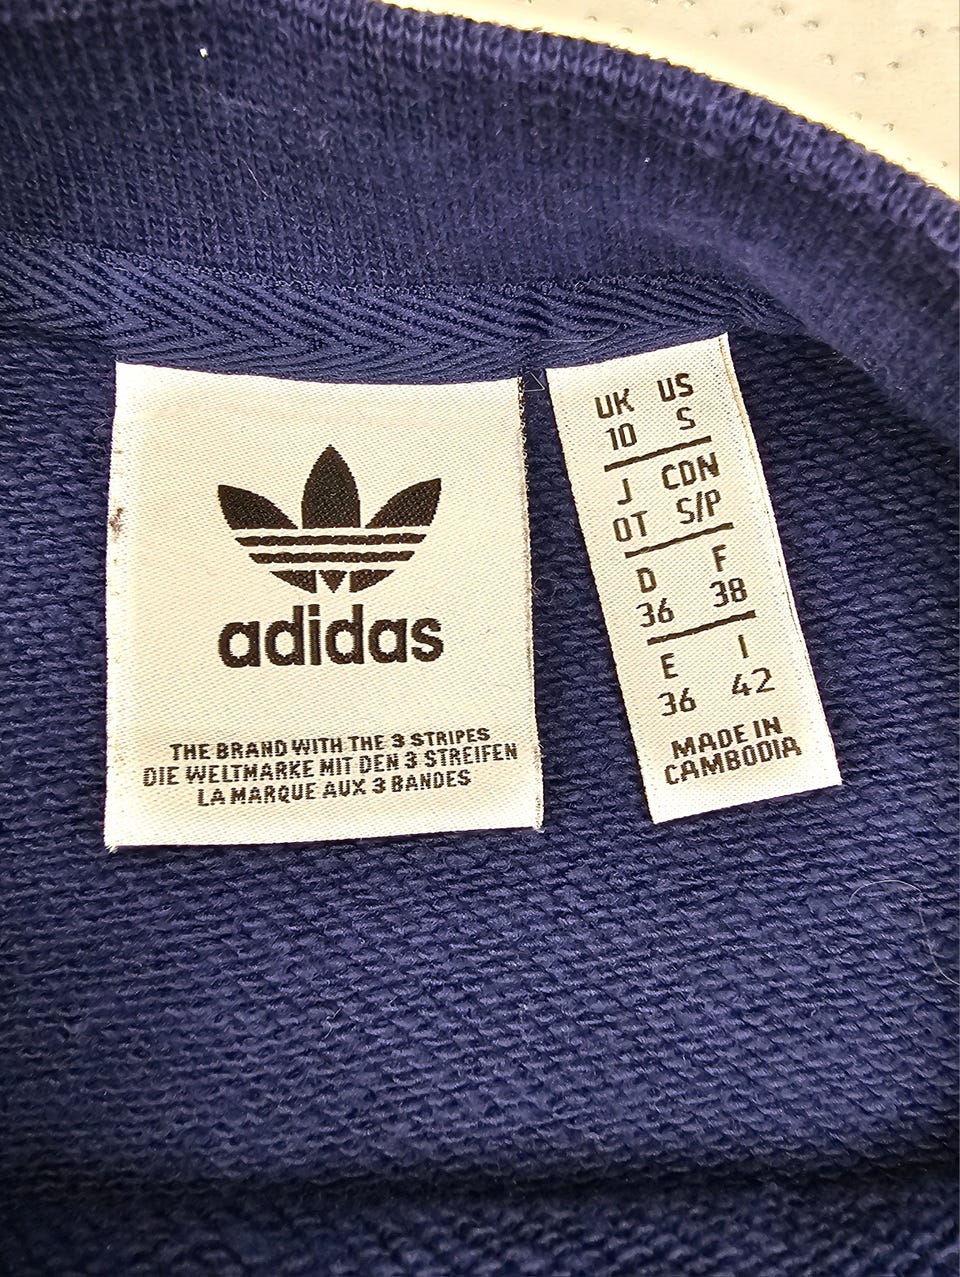 adidas
THE BRAND WITH THE 3 STRIPES
DIE WELTMARKE MIT DEN 3 STREIFEN
LA MARQUE AUX 3 BANDES
UK US
10 S
J CDN
OT S/P
D F
36 38
E I
36 42
MADE IN
CAMBODIA